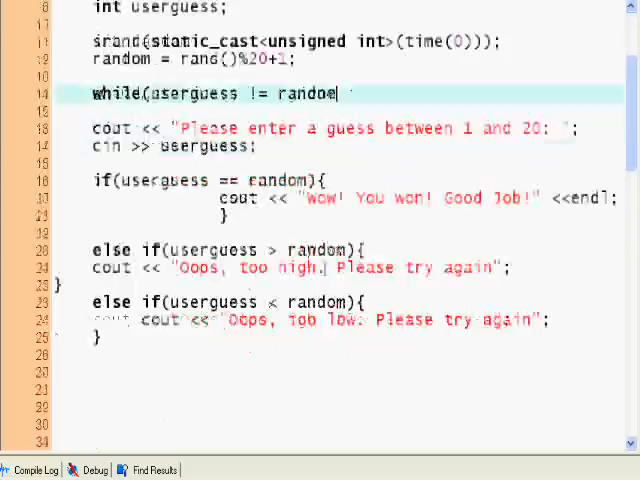 int userguess;
srand(static_cast<unsigned int>(time(0)));
random = rand()%20+1;
while(userguess != random
cout << "Please enter a guess between 1 and 20: ";
cin >> userguess;
if(userguess == random){
cout << "Wow! You won! Good Job!" <<endl;
}
else if(userguess > random){
cout << "Oops, too high. Please try again";
}
else if(userguess < random){
cout << "Oops, too low. Please try again";
}
Compile Log Debug Find Results